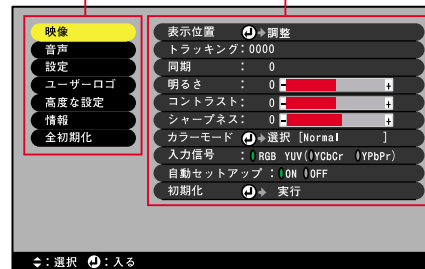 映像
音声
設定
ユーザーロゴ
高度な設定
情報
全初期化
表示位置 調整
トラッキング:0000
同期 : 0
明るさ : 0 - +
コントラスト: 0 - +
シャープネス: 0 - +
カラーモード 選択 [Normal ]
入力信号 : RGB YUV(YCbCr YPbPr)
自動セットアップ : ON OFF
初期化 実行
:選択 :入る